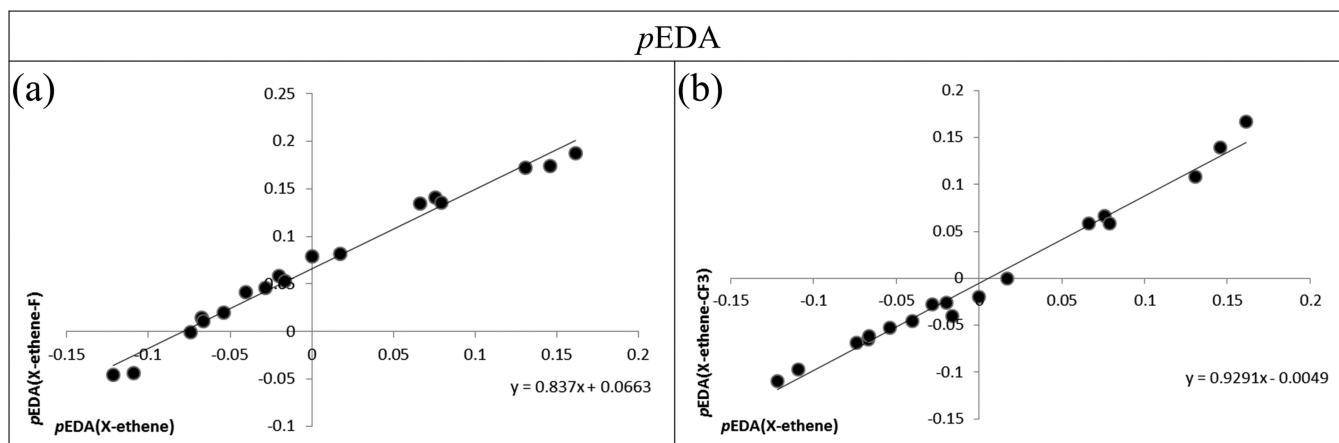 pEDA
(a)
0.25
0.2
0.15
0.1
0.05
0
-0.15 -0.1 -0.05 0 0.05 0.1 0.15 0.2
-0.05
-0.1
y = 0.837x + 0.0663
pEDA(X-ethene-F)
pEDA(X-ethene)
(b)
0.2
0.15
0.1
0.05
0
-0.15 -0.1 -0.05 0 0.05 0.1 0.15 0.2
-0.05
-0.1
-0.15
y = 0.9291x - 0.0049
pEDA(X-ethene-CF3)
pEDA(X-ethene)